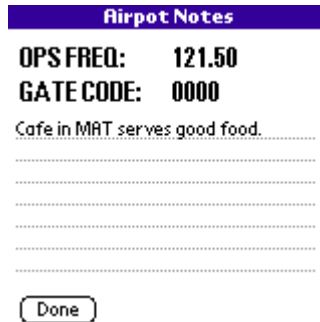 Airpot Notes
OPS FREQ: 121.50
GATE CODE: 0000
Cafe in MAT serves good food.
Done